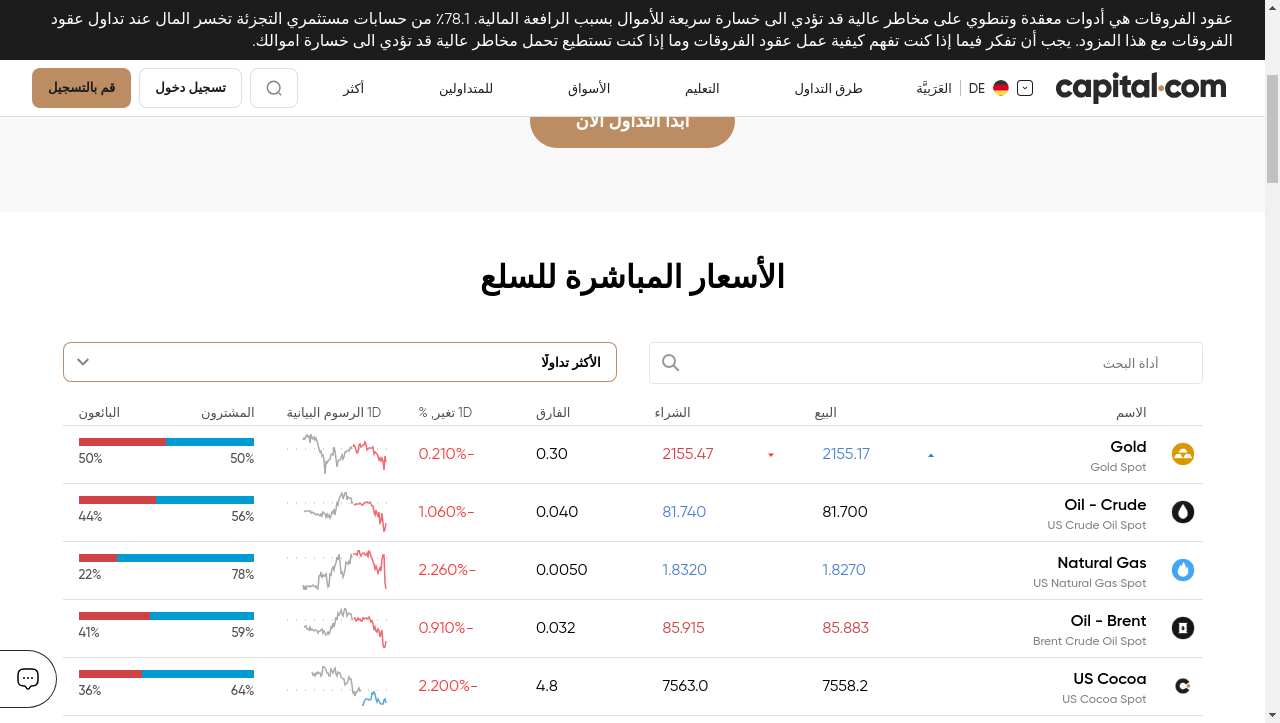 عقود الفروقات هي أدوات معقدة وتنطوي على مخاطر عالية قد تؤدي الى خسارة سريعة للأموال بسبب الرافعة المالية. 78.1٪ من حسابات مستثمري التجزئة تخسر المال عند تداول عقود
الفروقات مع هذا المزود. يجب أن تفكر فيما إذا كنت تفهم كيفية عمل عقود الفروقات وما إذا كنت تستطيع تحمل مخاطر عالية قد تؤدي الى خسارة اموالك.
capital.com
DE
العَرَبيَّة
طرق التداول
التعليم
الأسواق
للمتداولين
أكثر
تسجيل دخول
قم بالتسجيل
ابدأ التداول الآن
الأسعار المباشرة للسلع
أداة البحث
الأكثر تداولًا
الاسم
البيع
الشراء
الفارق
1D تغير, %
1D الرسوم البيانية
المشترون
البائعون
Gold
Gold Spot
2155.17
2155.47
0.30
0.210%-
50%
50%
Oil - Crude
US Crude Oil Spot
81.700
81.740
0.040
1.060%-
56%
44%
Natural Gas
US Natural Gas Spot
1.8270
1.8320
0.0050
2.260%-
78%
22%
Oil - Brent
Brent Crude Oil Spot
85.883
85.915
0.032
0.910%-
59%
41%
US Cocoa
US Cocoa Spot
7558.2
7563.0
4.8
2.200%-
64%
36%